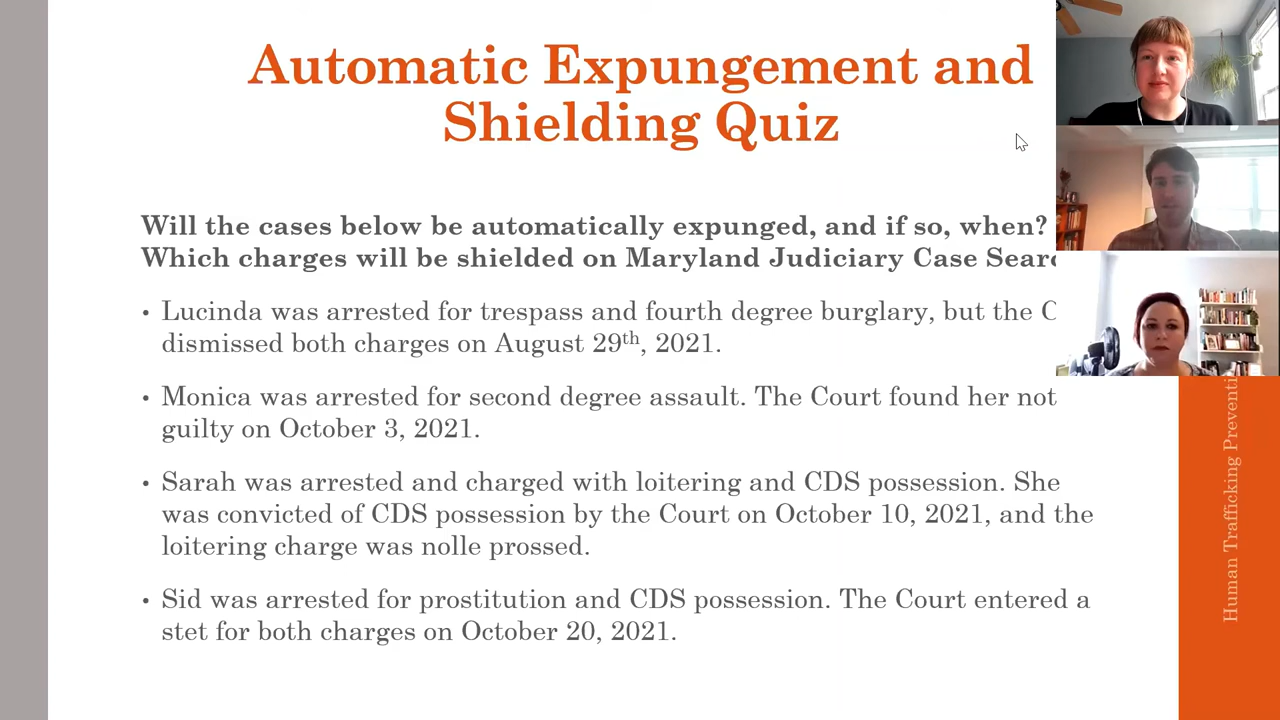 Automatic Expungement and
Shielding Quiz
Will the cases below be automatically expunged, and if so, when?
Which charges will be shielded on Maryland Judiciary Case
• Lucinda was arrested for trespass and fourth degree burglary, but the
dismissed both charges on August 29th, 2021.
• Monica was arrested for second degree assault. The Court found her not
guilty on October 3, 2021.
• Sarah was arrested and charged with loitering and CDS possession. She
was convicted of CDS possession by the Court on October 10, 2021, and the
loitering charge was nolle prossed.
• Sid was arrested for prostitution and CDS possession. The Court entered a
stet for both charges on October 20, 2021.
Human Trafficking